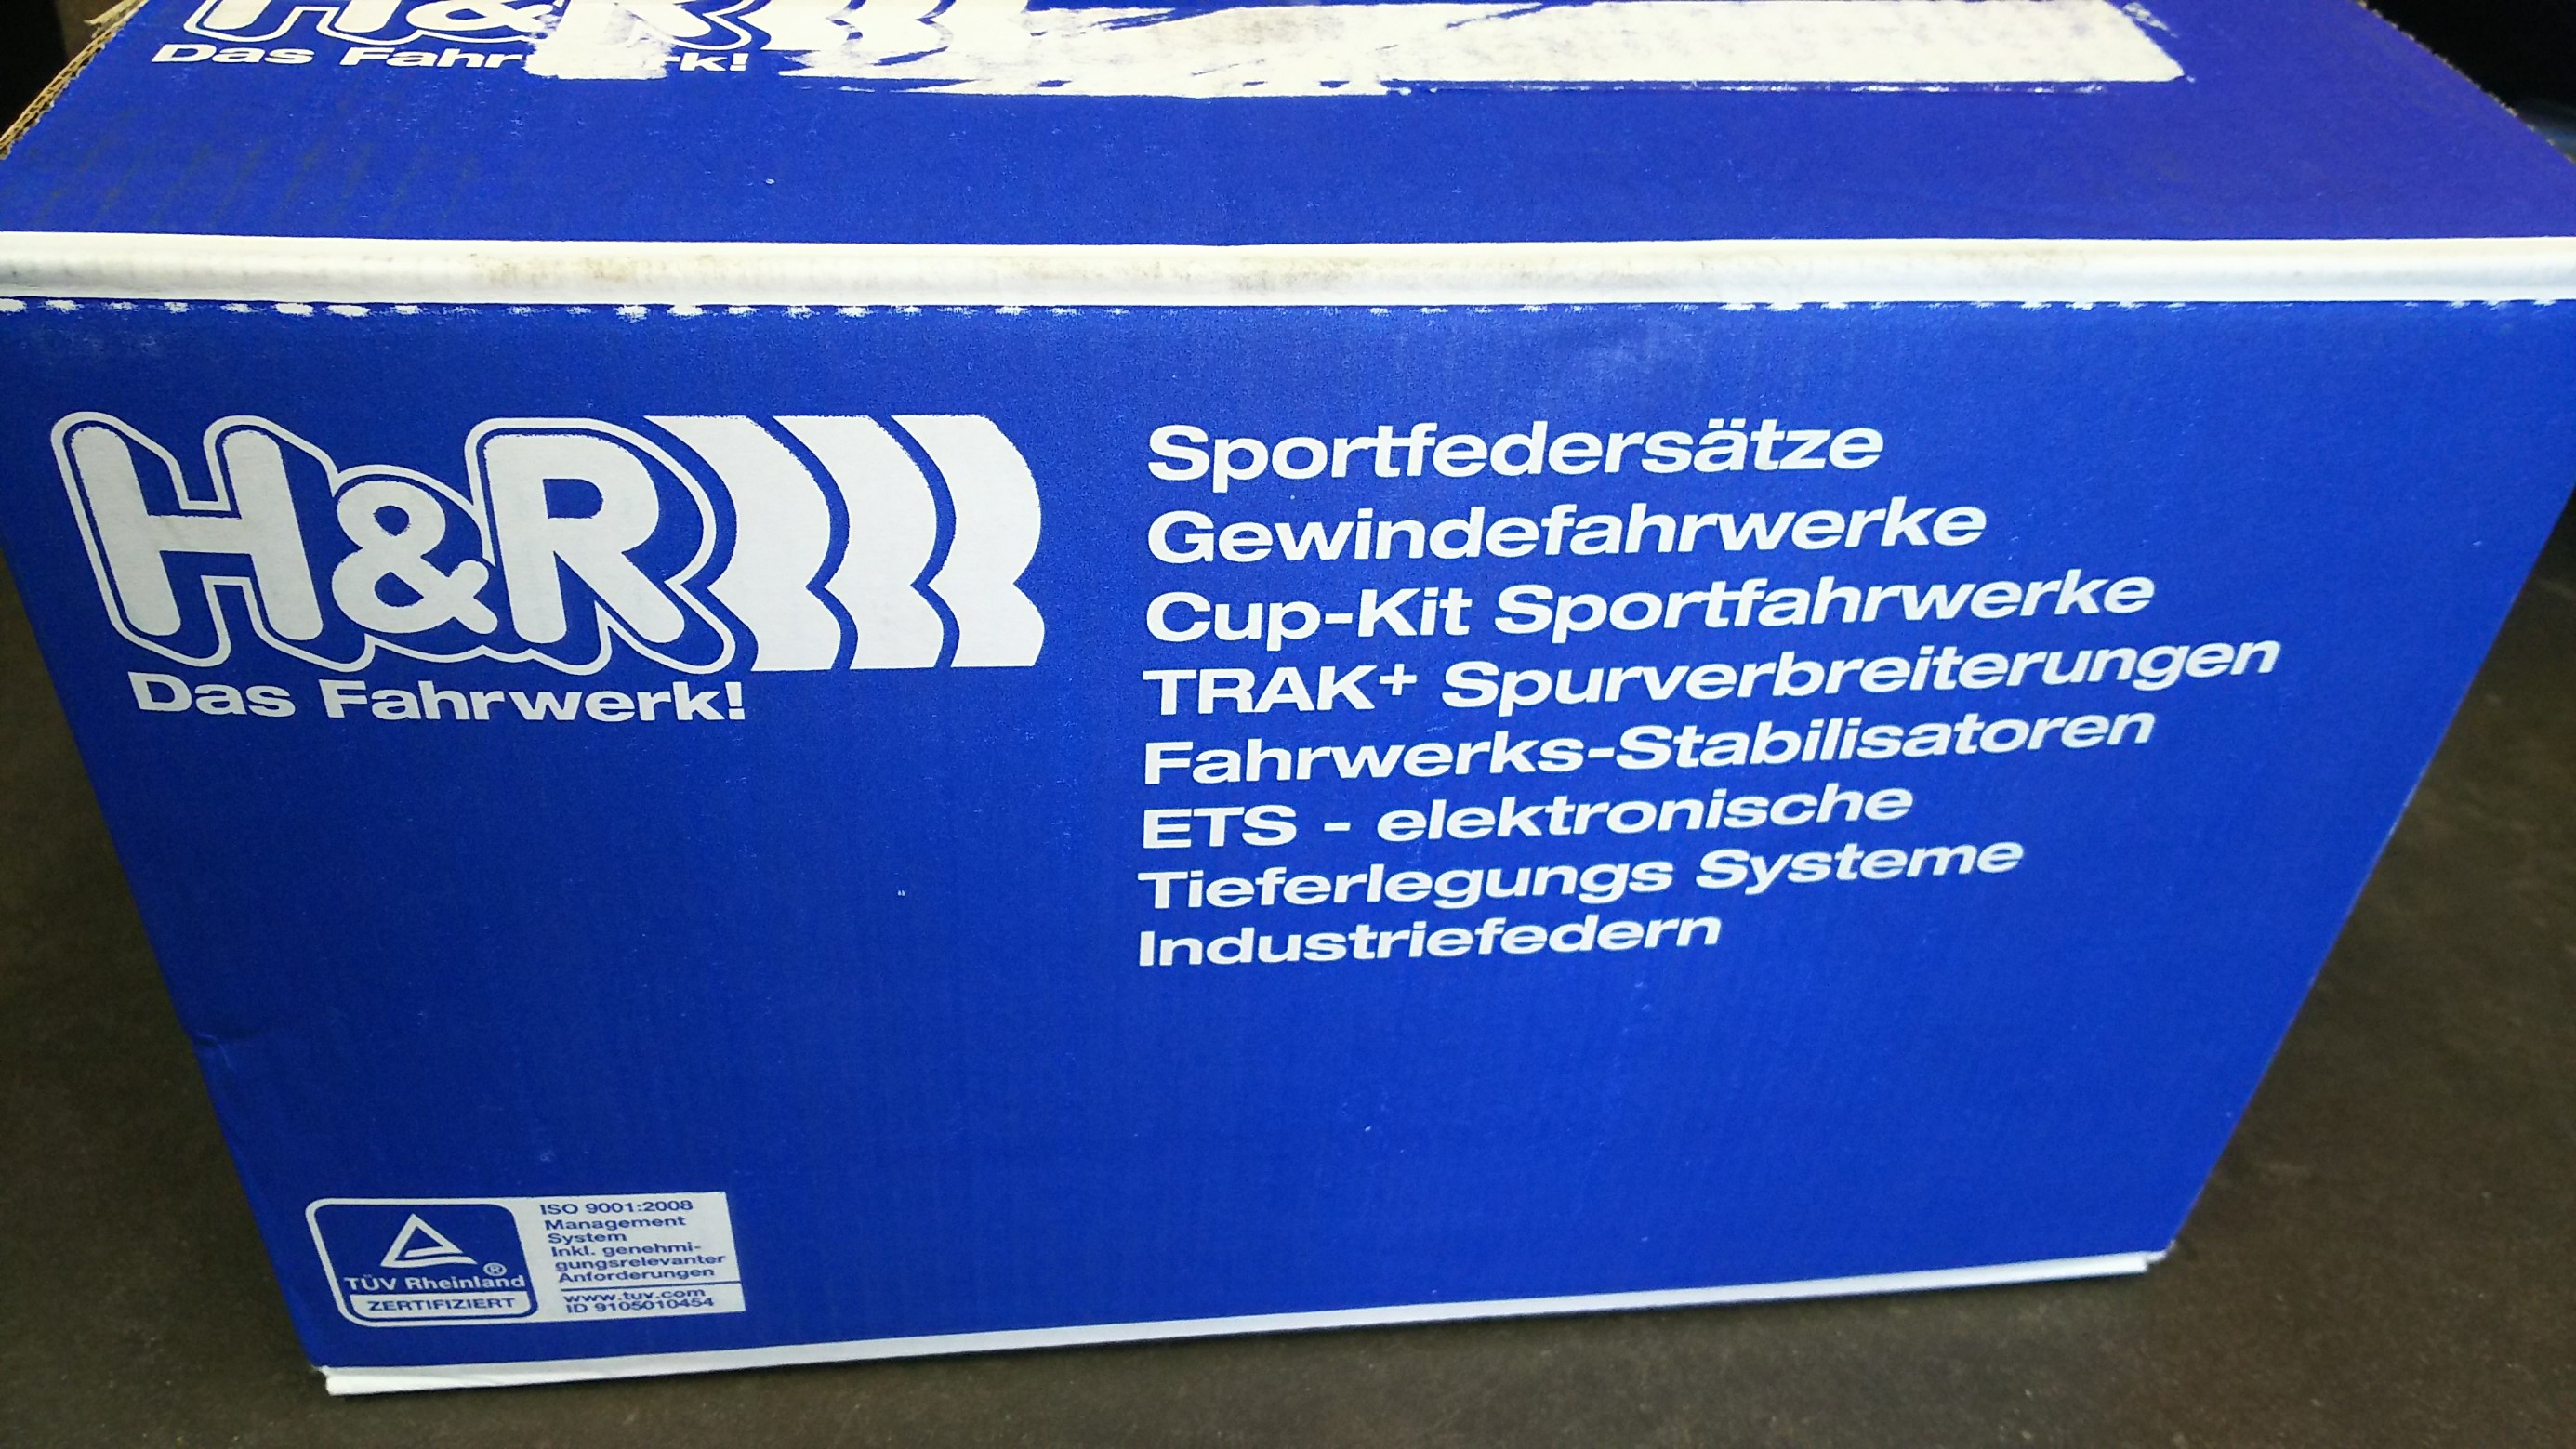 H&R
Das Fahrwerk!
H&R
Das Fahrwerk!
Sportfedersätze
Gewindefahrwerke
Cup-Kit Sportfahrwerke
TRAK+ Spurverbreiterungen
Fahrwerks-Stabilisatoren
ETS - elektronische
Tieferlegungs Systeme
Industriefedern
TÜV Rheinland ®
ZERTIFIZIERT
ISO 9001:2008
Management
System
Inkl. genehmi-
gungsrelevanter
Anforderungen
www.tuv.com
ID 9105010454